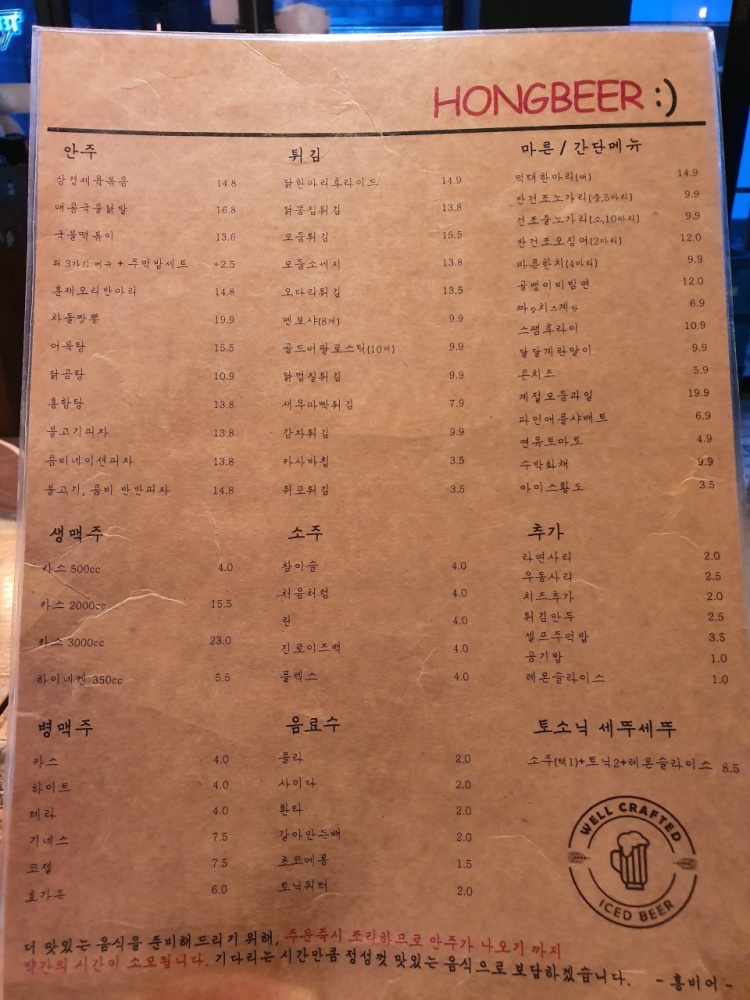 HONGBEER :)
안주
삼겹제육볶음 14.8
매콤국물닭발 16.8
국물떡볶이 13.6
위 3가지 메뉴 + 주먹밥세트 +2.5
훈제오리반마리 14.8
차돌짬뽕 19.9
어묵탕 15.5
닭곰탕 10.9
홍합탕 13.8
불고기피자 13.8
콤비네이션피자 13.8
불고기, 콤비 반반피자 14.8
튀김
닭한마리후라이드 14.9
닭똥집튀김 13.8
모둠튀김 15.5
모둠소세지 13.8
오다리튀김 13.5
멘보샤(8개) 9.9
골드버팔로스틱(10개) 9.9
닭껍질튀김 9.9
새우마빡튀김 7.9
감자튀김 9.9
카사바칩 3.5
쥐포튀김 3.5
마른/간단메뉴
먹태한마리(대) 14.9
반건조노가리(중,5마리) 9.9
건조술노가리(소,10마리) 9.9
반건조오징어(2마리) 12.0
마른한치(4마리) 9.9
골뱅이비빔면 12.0
짜장치즈계란 6.9
스팸후라이 10.9
달달계란말이 9.9
콘치즈 5.9
계절모둠과일 19.9
파인애플샤베트 6.9
연유토마토 4.9
수박화채 9.9
아이스황도 3.5
생맥주
카스 500cc 4.0
카스 2000cc 15.5
카스 3000cc 23.0
하이네켄 350cc 5.5
소주
참이슬 4.0
처음처럼 4.0
린 4.0
진로이즈백 4.0
플렉스 4.0
추가
라면사리 2.0
우동사리 2.5
치즈추가 2.0
튀김만두 2.5
셀프주먹밥 3.5
공기밥 1.0
레몬슬라이스 1.0
병맥주
카스 4.0
하이트 4.0
테라 4.0
기네스 7.5
코젤 7.5
호가든 6.0
음료수
콜라 2.0
사이다 2.0
환타 2.0
갈아만든배 2.0
토닉워터 2.0
토소닉 세뚜세뚜
소주(택1)+토닉2+레몬슬라이스 8.5
WELL CRAFTED
ICED BEER
더 맛있는 음식을 준비해드리기 위해, 주문즉시 조리하므로 안주가 나오기 까지
약간의 시간이 소모됩니다. 기다리는 시간만큼 정성껏 맛있는 음식으로 보답하겠습니다. - 홍비어 -